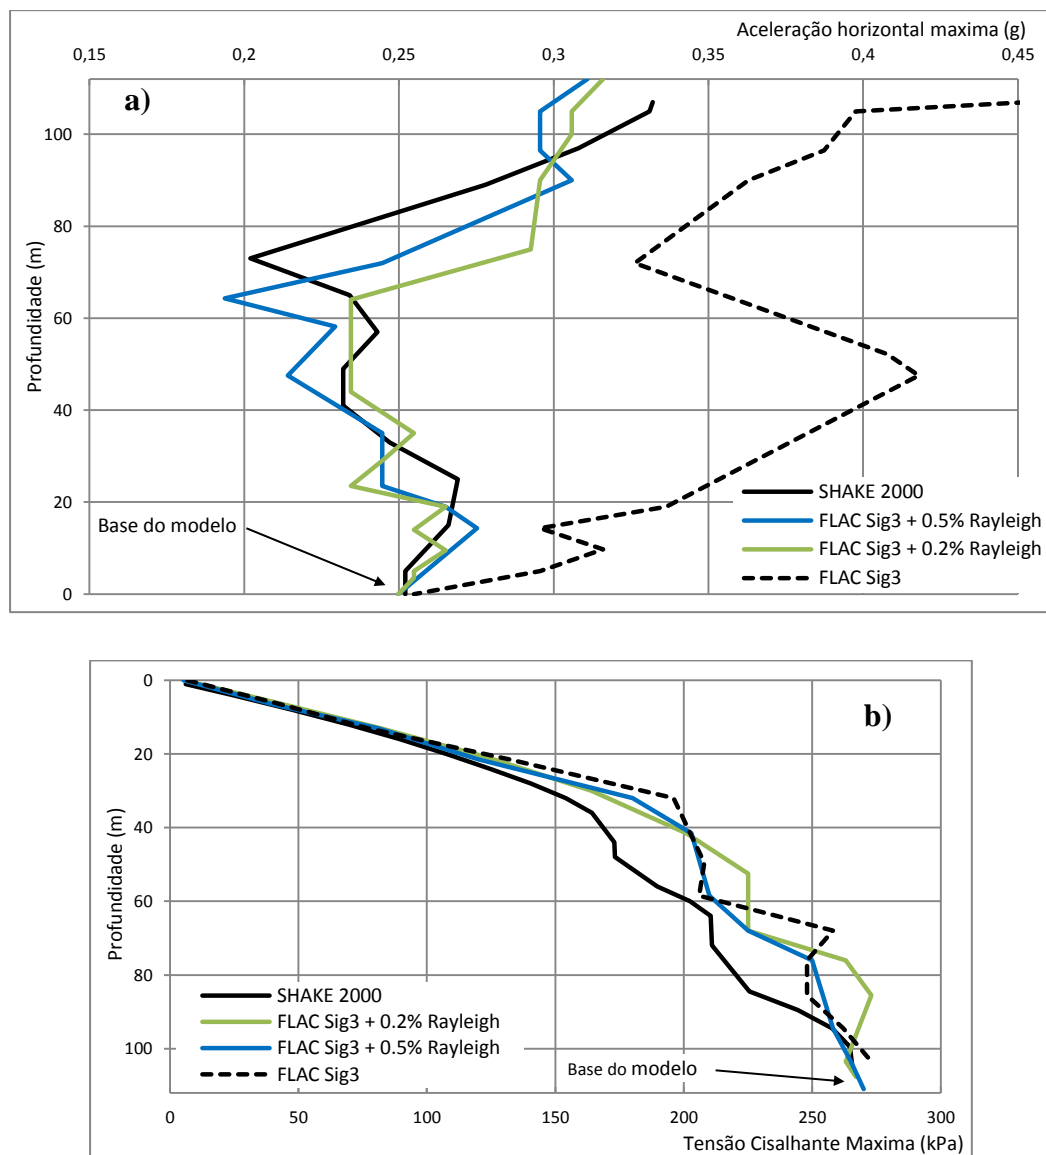 Aceleração horizontal maxima (g)
0,15 0,2 0,25 0,3 0,35 0,4 0,45
a)
Profundidade (m)
100
80
60
40
20
0
Base do modelo
SHAKE 2000
FLAC Sig3 + 0.5% Rayleigh
FLAC Sig3 + 0.2% Rayleigh
FLAC Sig3
b)
Profundidade (m)
0
20
40
60
80
100
SHAKE 2000
FLAC Sig3 + 0.2% Rayleigh
FLAC Sig3 + 0.5% Rayleigh
FLAC Sig3
Base do modelo
0 50 100 150 200 250 300
Tensão Cisalhante Maxima (kPa)